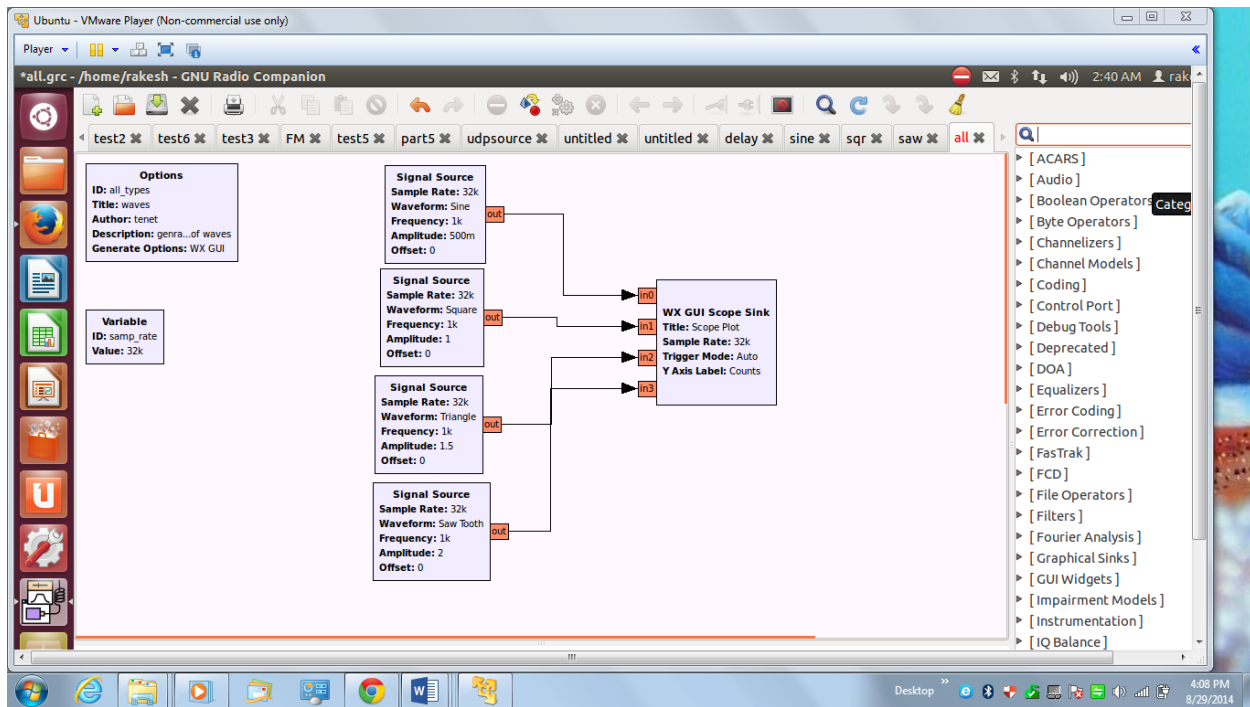 Ubuntu - VMware Player (Non-commercial use only)
Player
*all.grc - /home/rakesh - GNU Radio Companion
2:40 AM
test2 test6 test3 FM test5 part5 udpsource untitled untitled delay sine sqr saw all
Options
ID: all_types
Title: waves
Author: tenet
Description: genra...of waves
Generate Options: WX GUI
Variable
ID: samp_rate
Value: 32k
Signal Source
Sample Rate: 32k
Waveform: Sine
Frequency: 1k
Amplitude: 500m
Offset: 0
out
Signal Source
Sample Rate: 32k
Waveform: Square
Frequency: 1k
Amplitude: 1
Offset: 0
out
Signal Source
Sample Rate: 32k
Waveform: Triangle
Frequency: 1k
Amplitude: 1.5
Offset: 0
out
Signal Source
Sample Rate: 32k
Waveform: Saw Tooth
Frequency: 1k
Amplitude: 2
Offset: 0
out
in0
in1
in2
in3
WX GUI Scope Sink
Title: Scope Plot
Sample Rate: 32k
Trigger Mode: Auto
Y Axis Label: Counts
[ ACARS ]
[ Audio ]
[ Boolean Operators
Categ
[ Byte Operators ]
[ Channelizers ]
[ Channel Models ]
[ Coding ]
[ Control Port ]
[ Debug Tools ]
[ Deprecated ]
[ DOA ]
[ Equalizers ]
[ Error Coding ]
[ Error Correction ]
[ FasTrak ]
[ FCD ]
[ File Operators ]
[ Filters ]
[ Fourier Analysis ]
[ Graphical Sinks ]
[ GUI Widgets ]
[ Impairment Models ]
[ Instrumentation ]
[ IQ Balance ]
Desktop
4:08 PM
8/29/2014